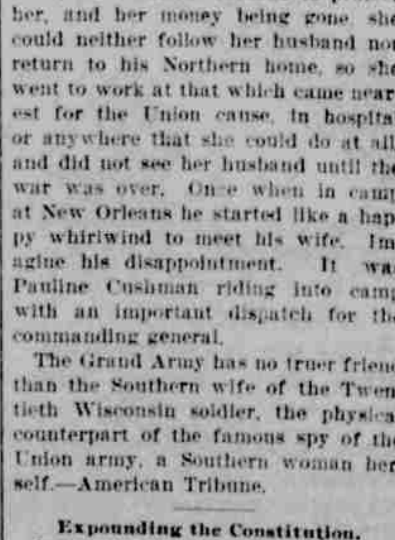 her, and her money being gone, she
could neither follow her husband nor
return to his Northern home, so she
went to work at that which came near
est for the Union cause, in hospital
or anywhere that she could do at all
and did not see her husband until the
war was over. Once when in camp
at New Orleans he started like a hap
py whirlwind to meet his wife. Im
agine his disappointment. It was
Pauline Cushman riding into camp
with an important dispatch for the
commanding general.
The Grand Army has no truer friend
than the Southern wife of the Twen
tieth Wisconsin soldier, the physical
counterpart of the famous spy of the
Union army, a Southern woman her
self.—American Tribune.
Expounding the Constitution.